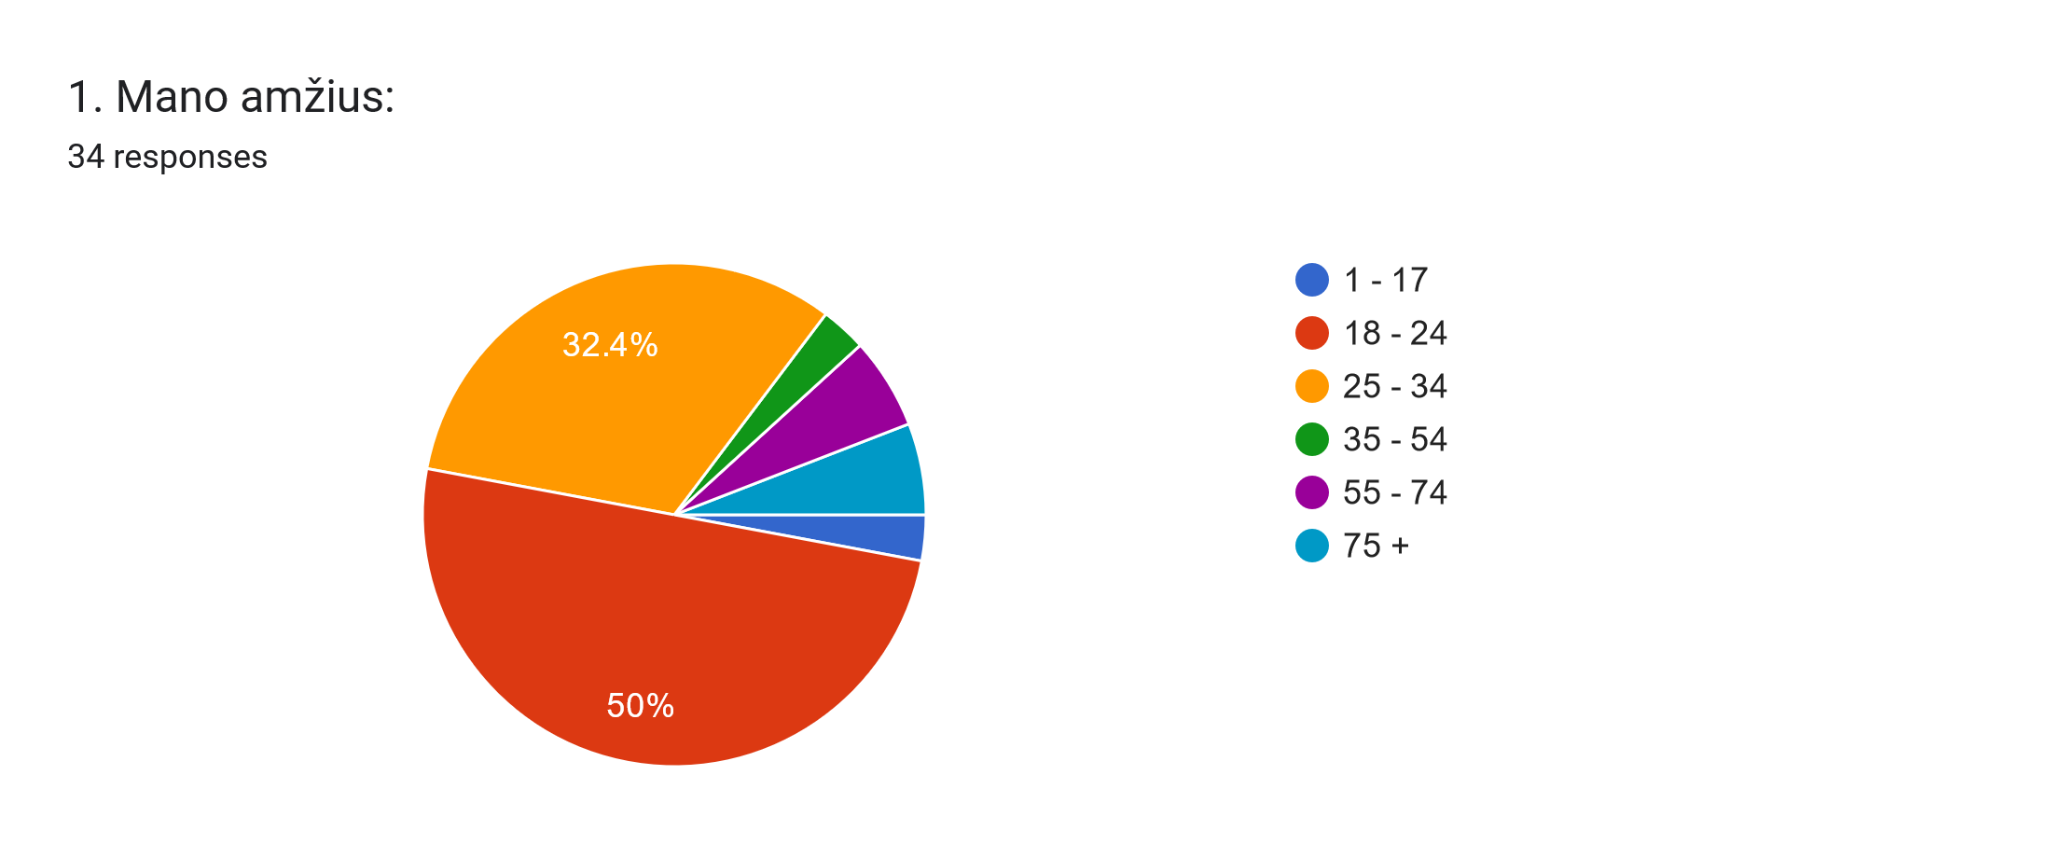 1. Mano amžius:
34 responses
32.4%
50%
1 - 17
18 - 24
25 - 34
35 - 54
55 - 74
75 +